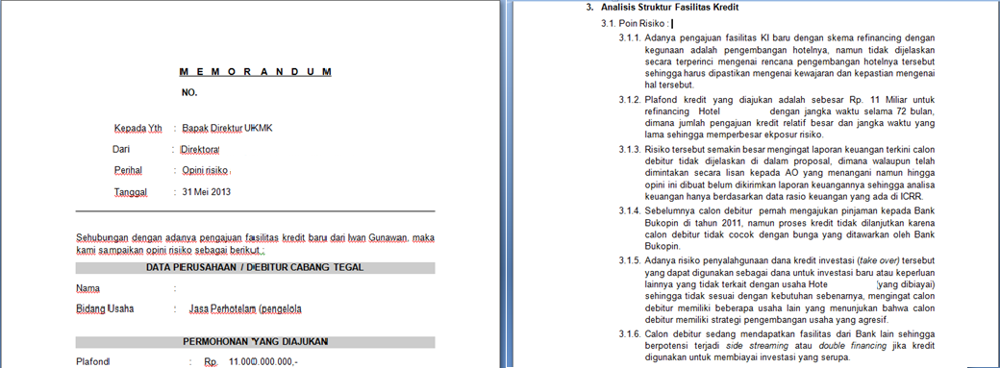 M E M O R A N D U M
NO.
Kepada Yth : Bapak Direktur UKMK
Dari : Direktorat
Perihal : Opini risiko
Tanggal : 31 Mei 2013
Sehubungan dengan adanya pengajuan fasilitas kredit baru dari Iwan Gunawan, maka
kami sampaikan opini risiko sebagai berikut :
DATA PERUSAHAAN / DEBITUR CABANG TEGAL
Nama :
Bidang Usaha : Jasa Perhotelam (pengelola
PERMOHONAN YANG DIAJUKAN
Plafond : Rp. 11.000.000.000,-
3. Analisis Struktur Fasilitas Kredit
3.1. Poin Risiko :
3.1.1. Adanya pengajuan fasilitas KI baru dengan skema refinancing dengan
kegunaan adalah pengembangan hotelnya, namun tidak dijelaskan
secara terperinci mengenai rencana pengembangan hotelnya tersebut
sehingga harus dipastikan mengenai kewajaran dan kepastian mengenai
hal tersebut.
3.1.2. Plafond kredit yang diajukan adalah sebesar Rp. 11 Miliar untuk
refinancing Hotel dengan jangka waktu selama 72 bulan,
dimana jumlah pengajuan kredit relatif besar dan jangka waktu yang
lama sehingga memperbesar ekposur risiko.
3.1.3. Risiko tersebut semakin besar mengingat laporan keuangan terkini calon
debitur tidak dijelaskan di dalam proposal, dimana walaupun telah
dimintakan secara lisan kepada AO yang menangani namun hingga
opini ini dibuat belum dikirimkan laporan keuangannya sehingga analisa
keuangan hanya berdasarkan data rasio keuangan yang ada di ICRR.
3.1.4. Sebelumnya calon debitur pernah mengajukan pinjaman kepada Bank
Bukopin di tahun 2011, namun proses kredit tidak dilanjutkan karena
calon debitur tidak cocok dengan bunga yang ditawarkan oleh Bank
Bukopin.
3.1.5. Adanya risiko penyalahgunaan dana kredit investasi (take over) tersebut
yang dapat digunakan sebagai dana untuk investasi baru atau keperluan
lainnya yang tidak terkait dengan usaha Hote (yang dibiayai)
sehingga tidak sesuai dengan kebutuhan sebenarnya, mengingat calon
debitur memiliki beberapa usaha lain yang menunjukan bahwa calon
debitur memiliki strategi pengembangan usaha yang agresif.
3.1.6. Calon debitur sedang mendapatkan fasilitas dari Bank lain sehingga
berpotensi terjadi side streaming atau double financing jika kredit
digunakan untuk membiayai investasi yang serupa.